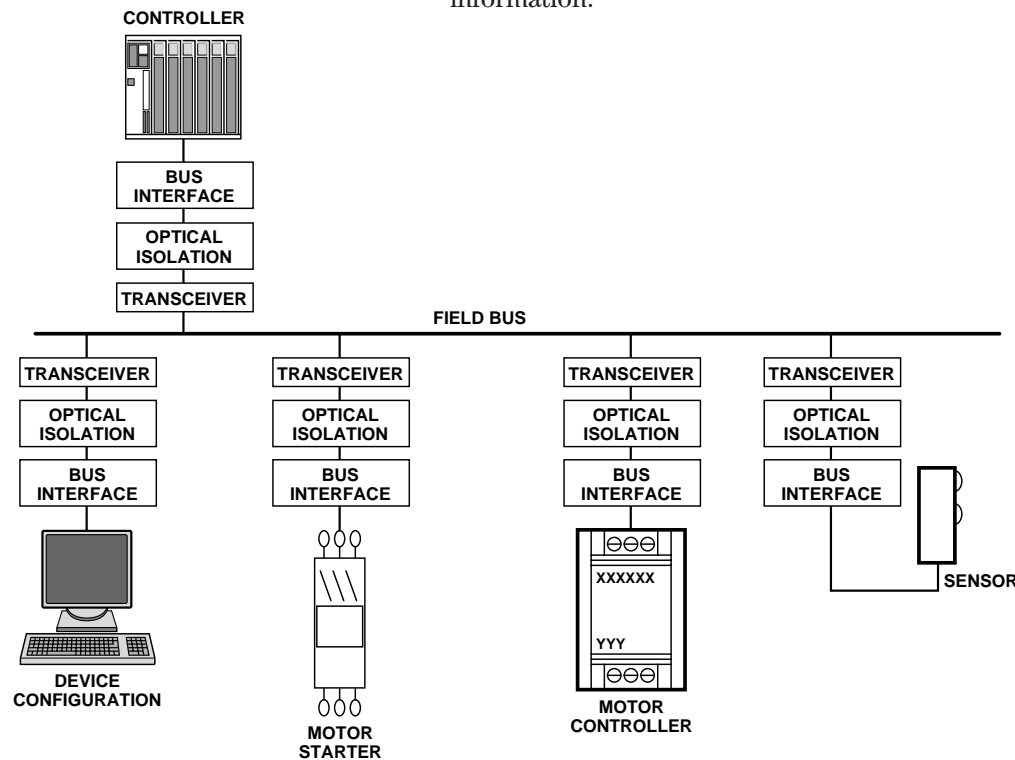 information.
CONTROLLER
BUS
INTERFACE
OPTICAL
ISOLATION
TRANSCEIVER
FIELD BUS
TRANSCEIVER
OPTICAL
ISOLATION
BUS
INTERFACE
DEVICE
CONFIGURATION
TRANSCEIVER
OPTICAL
ISOLATION
BUS
INTERFACE
MOTOR
STARTER
TRANSCEIVER
OPTICAL
ISOLATION
BUS
INTERFACE
XXXXXX
YYY
MOTOR
CONTROLLER
TRANSCEIVER
OPTICAL
ISOLATION
BUS
INTERFACE
SENSOR